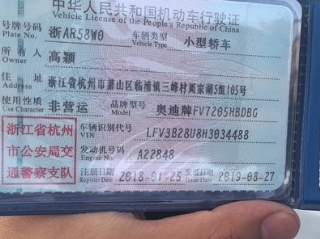 中华人民共和国机动车行驶证
Vehicle License of the People's Republic of China
号牌号码 浙AR58W0 车辆类型 小型轿车
Plate No. Vehicle Type
所有人 高颖
Owner
住址 浙江省杭州市萧山区临浦镇三峰村周家湖5组105号
Address
使用性质 非营运 品牌型号 奥迪牌FV7205HBDBG
Use Character Model
浙江省杭州市公安局交通警察支队
车辆识别代号 LFV3B28U8H3034488
VIN
发动机号码 A22848
Engine No.
注册日期 2018-01-25 发证日期 2019-08-27